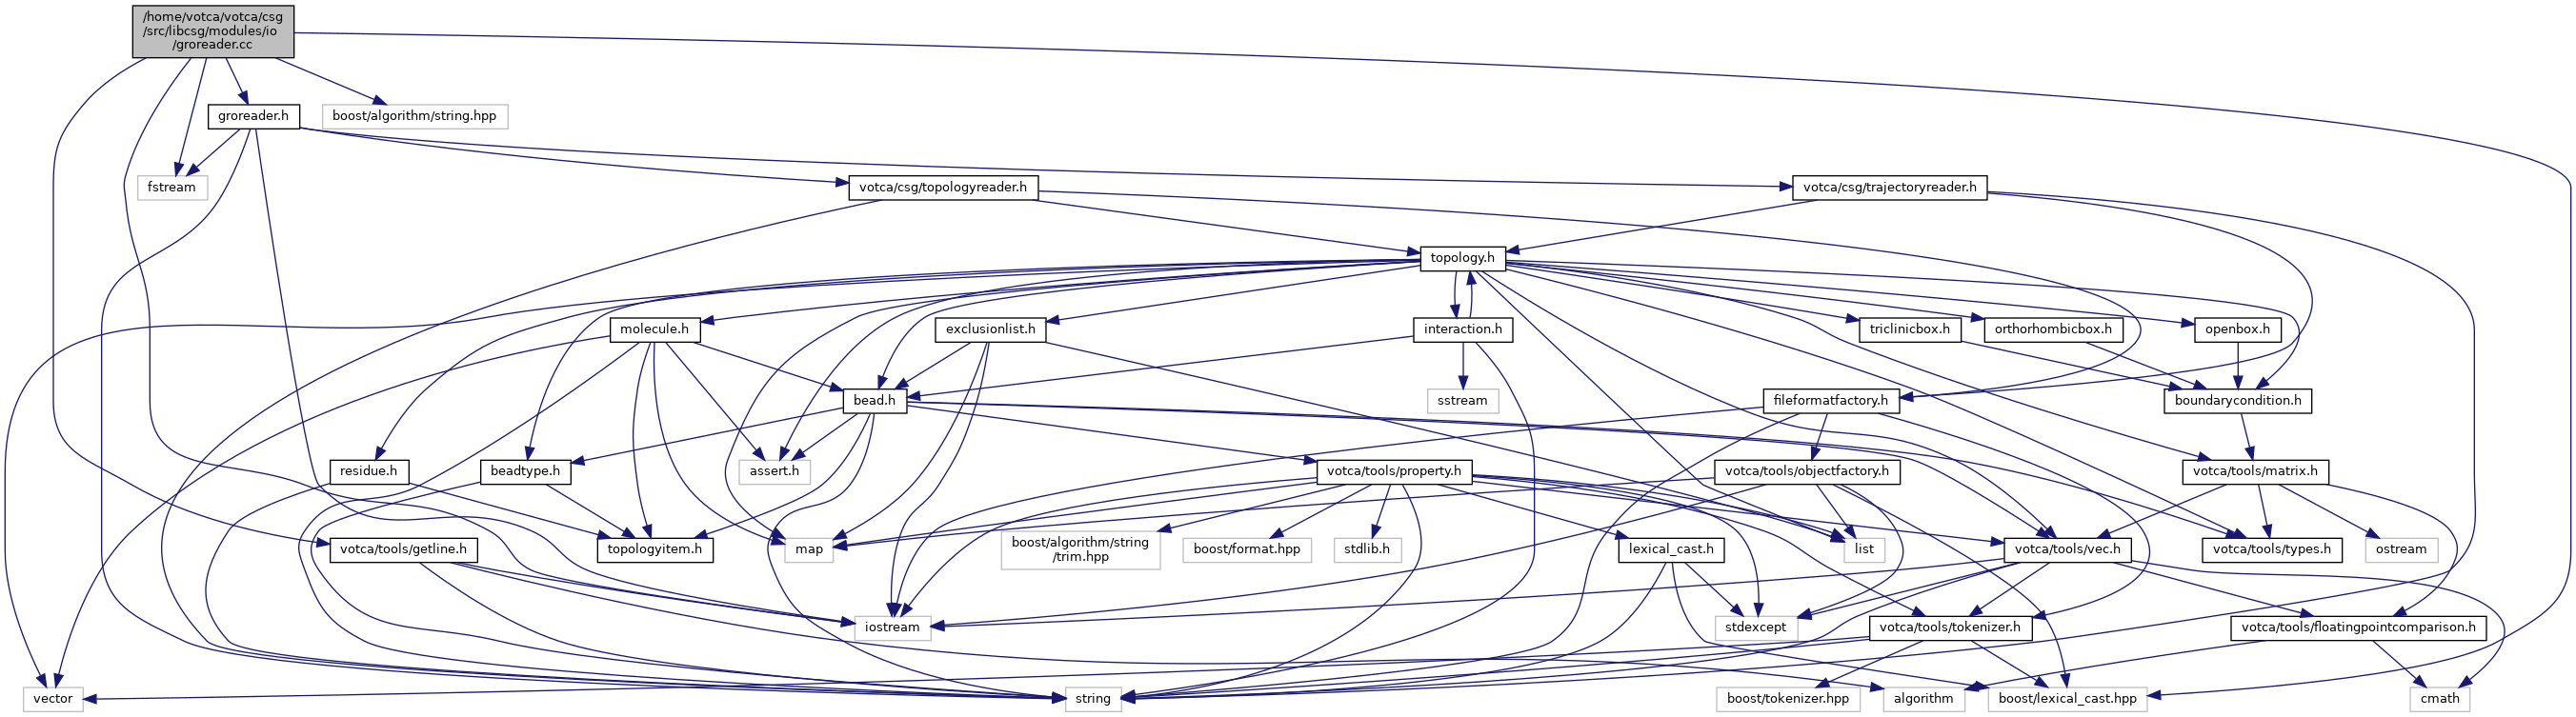 /home/votca/votca/csg
/src/libcsg/modules/io
/groreader.cc
groreader.h
boost/algorithm/string.hpp
fstream
votca/csg/topologyreader.h
votca/csg/trajectoryreader.h
topology.h
molecule.h
exclusionlist.h
interaction.h
triclinicbox.h
orthorhombicbox.h
openbox.h
bead.h
sstream
fileformatfactory.h
boundarycondition.h
residue.h
beadtype.h
assert.h
votca/tools/property.h
votca/tools/objectfactory.h
votca/tools/matrix.h
votca/tools/getline.h
topologyitem.h
map
boost/algorithm/string
/trim.hpp
boost/format.hpp
stdlib.h
lexical_cast.h
list
votca/tools/vec.h
votca/tools/types.h
ostream
iostream
stdexcept
votca/tools/tokenizer.h
votca/tools/floatingpointcomparison.h
vector
string
boost/tokenizer.hpp
algorithm
boost/lexical_cast.hpp
cmath